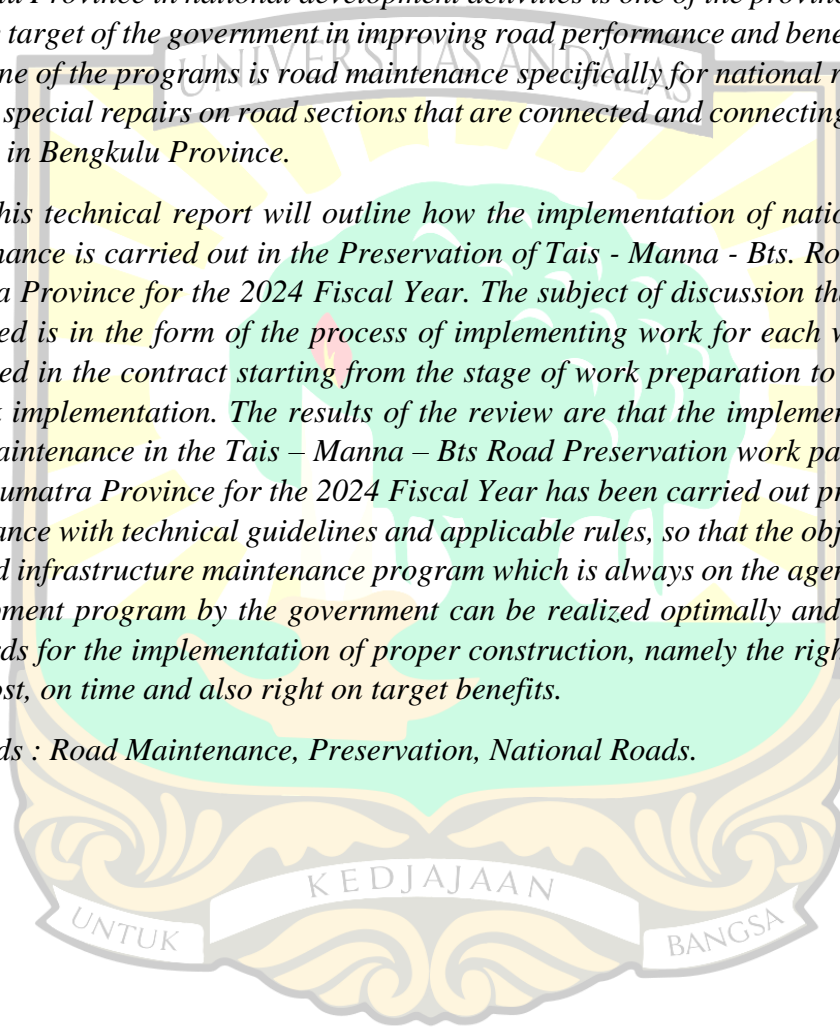 u Province in national development activities is one of the provin
target of the government in improving road performance and bene
ne of the programs is road maintenance specifically for national
special repairs on road sections that are connected and connecting
in Bengkulu Province.
his technical report will outline how the implementation of natio
nance is carried out in the Preservation of Tais - Manna - Bts. Ro
a Province for the 2024 Fiscal Year. The subject of discussion th
ed is in the form of the process of implementing work for each
ed in the contract starting from the stage of work preparation to
implementation. The results of the review are that the implemen
aintenance in the Tais – Manna – Bts Road Preservation work pa
umatra Province for the 2024 Fiscal Year has been carried out pr
ance with technical guidelines and applicable rules, so that the obj
d infrastructure maintenance program which is always on the agen
pment program by the government can be realized optimally and
ds for the implementation of proper construction, namely the righ
ost, on time and also right on target benefits.
ds : Road Maintenance, Preservation, National Roads.
UNIVERSITAS ANDALAS
KEDJAJAAN
UNTUK
BANGSA